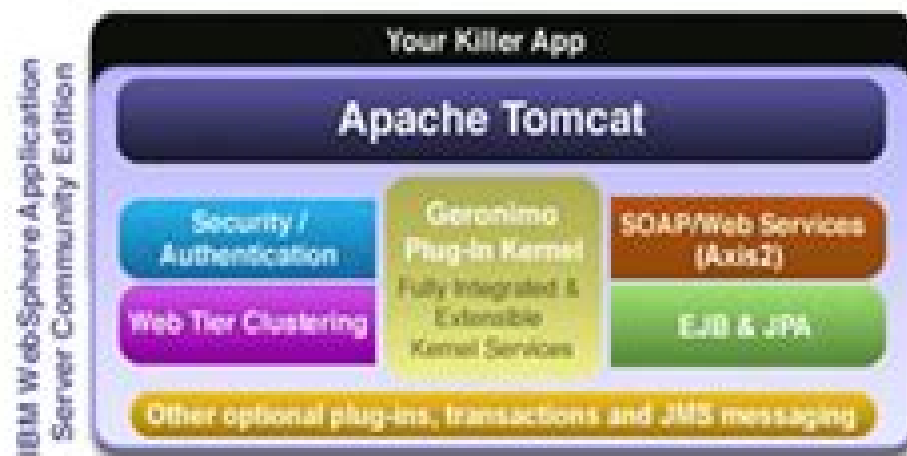 IBM WebSphere Application
Server Community Edition
Your Killer App
Apache Tomcat
Security /
Authentication
Web Tier Clustering
Geronimo
Plug-in Kernel
Fully Integrated &
Extensible
Kernel Services
SOAP/Web Services
(Axis2)
EJB & JPA
Other optional plug-ins, transactions and JMS messaging